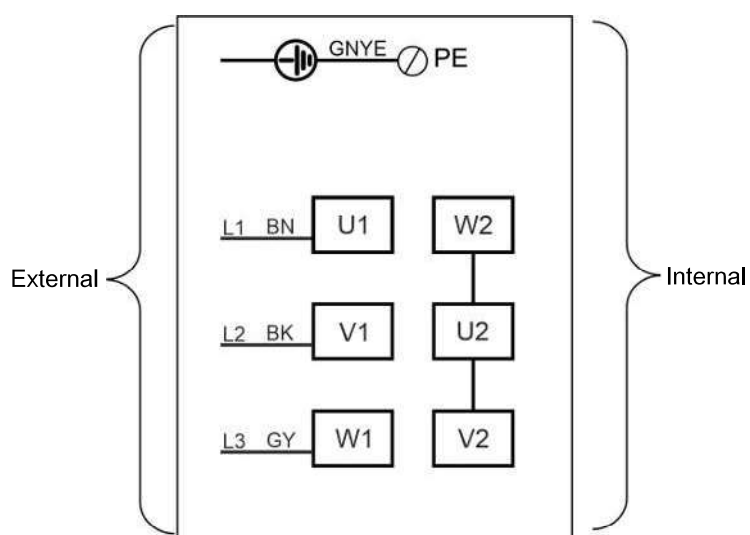 GNYE PE
L1 BN U1 W2
External Internal
L2 BK V1 U2
L3 GY W1 V2